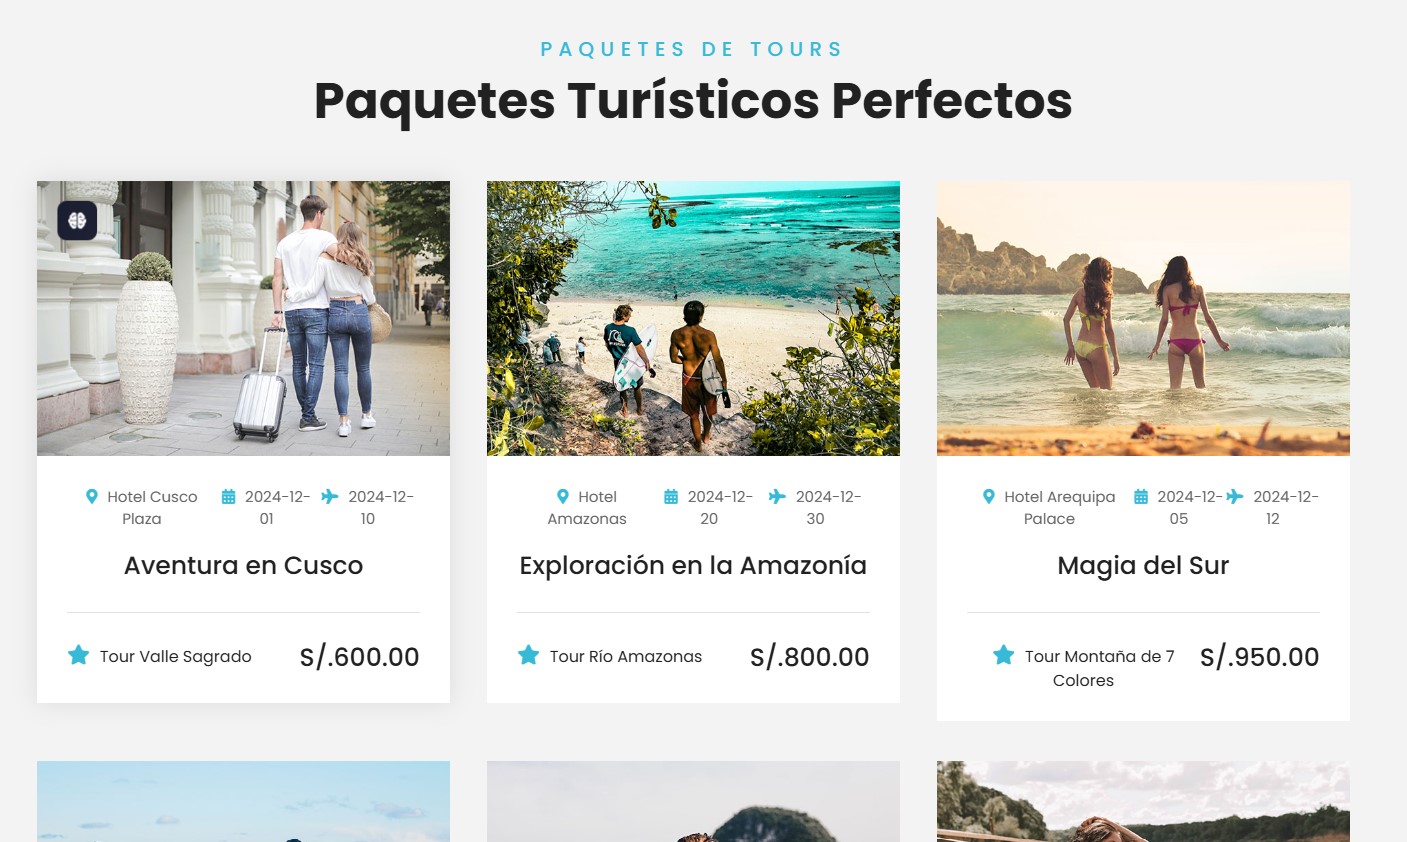 PAQUETES DE TOURS
Paquetes Turísticos Perfectos
Hotel Cusco
Plaza
2024-12-
01
2024-12-
10
Aventura en Cusco
Tour Valle Sagrado
S/.600.00
Hotel
Amazonas
2024-12-
20
2024-12-
30
Exploración en la Amazonía
Tour Río Amazonas
S/.800.00
Hotel Arequipa
Palace
2024-12-
05
2024-12-
12
Magia del Sur
Tour Montaña de 7
Colores
S/.950.00